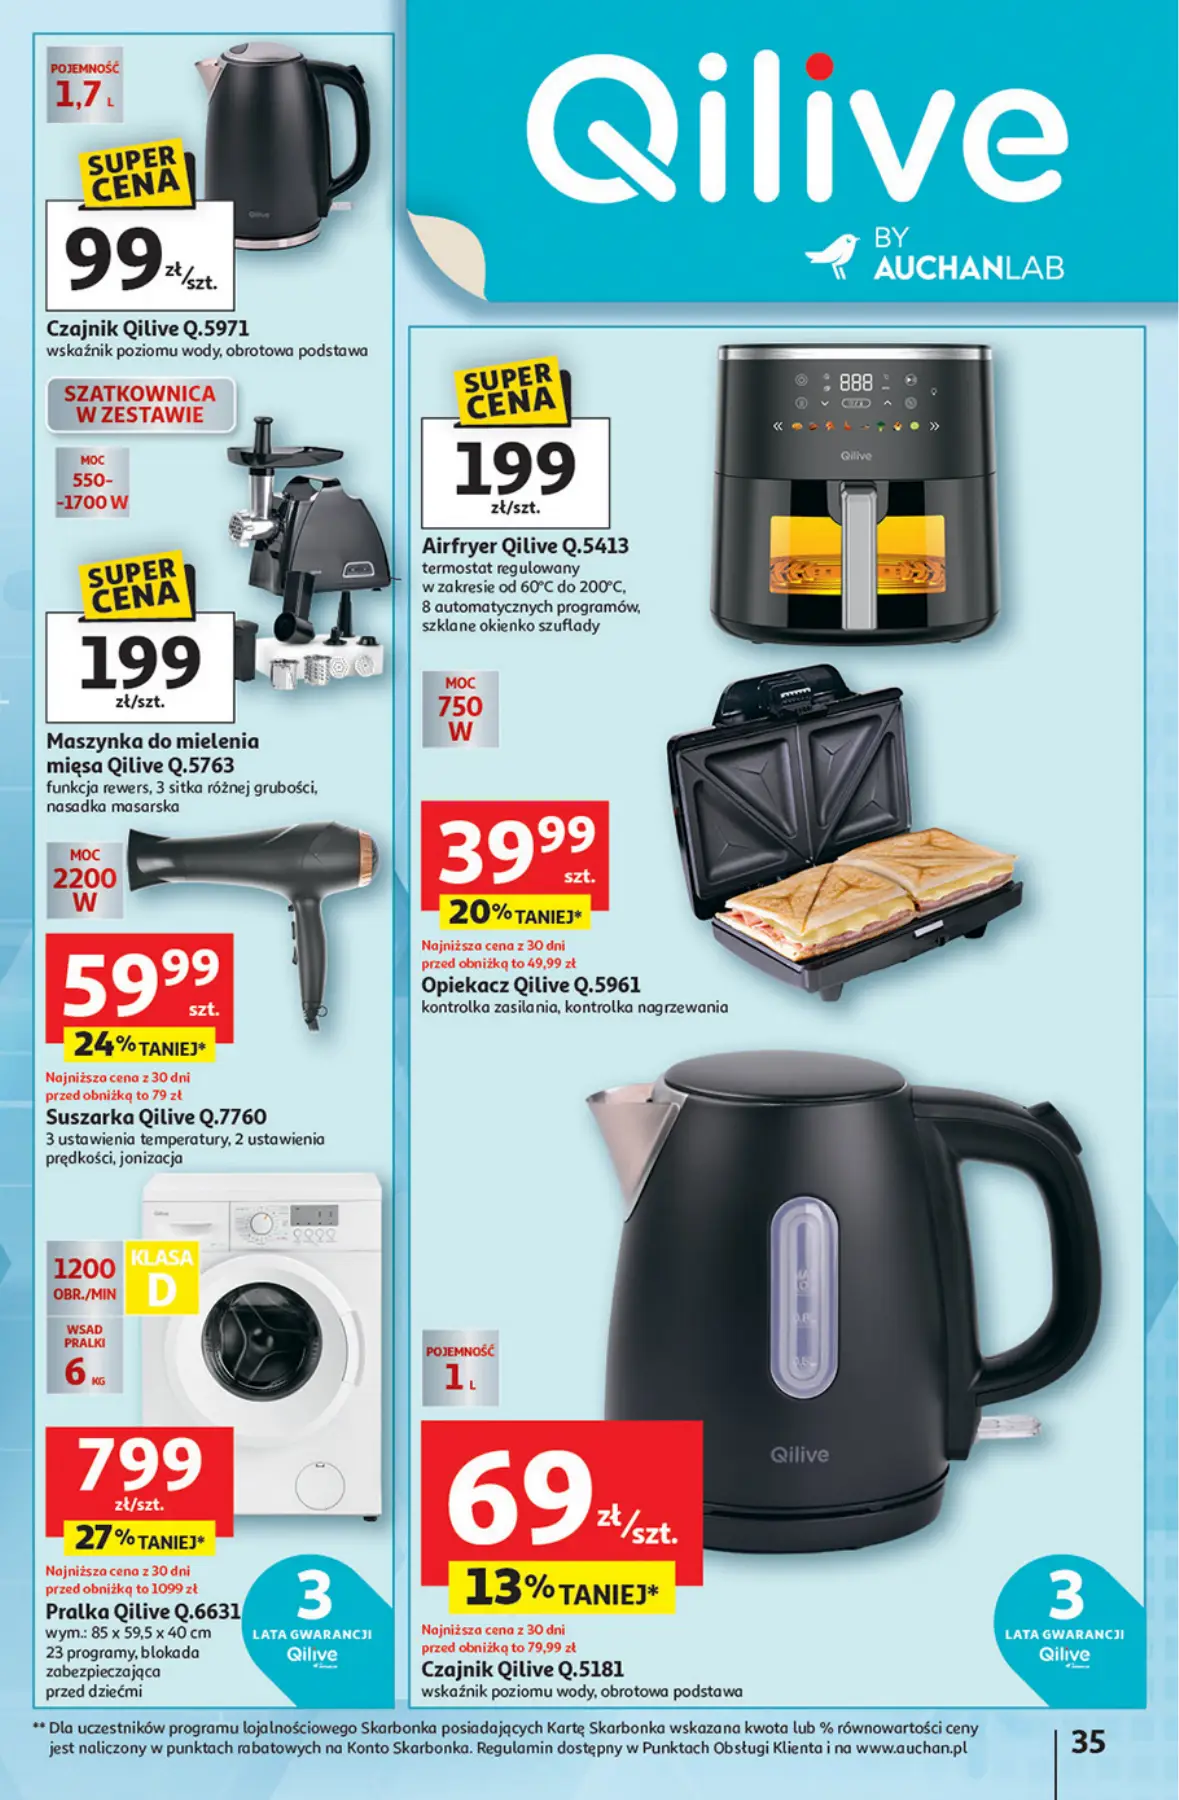 POJEMNOŚĆ
1,7 L
SUPER
CENA
99 zł/szt.
Qilive
Czajnik Qilive Q.5971
wskaźnik poziomu wody, obrotowa podstawa
SZATKOWNICA
W ZESTAWIE
MOC
550-
-1700 W
SUPER
CENA
199
zł/szt.
Maszynka do mielenia
mięsa Qilive Q.5763
funkcja rewers, 3 sitka różnej grubości,
nasadka masarska
MOC
2200
W
59 99
szt.
24% TANIEJ*
Najniższa cena z 30 dni
przed obniżką to 79 zł
Suszarka Qilive Q.7760
3 ustawienia temperatury, 2 ustawienia
prędkości, jonizacja
1200
OBR./MIN
KLASA
D
WSAD
PRALKI
6 KG
799
zł/szt.
27% TANIEJ*
Najniższa cena z 30 dni
przed obniżką to 1099 zł
Pralka Qilive Q.6631
wym.: 85 x 59,5 x 40 cm
23 programy, blokada
zabezpieczająca
przed dziećmi
3
LATA GWARANCJI
Qilive
Qilive
BY
AUCHANLAB
SUPER
CENA
199
zł/szt.
888
Qilive
Airfryer Qilive Q.5413
termostat regulowany
w zakresie od 60°C do 200°C,
8 automatycznych programów,
szklane okienko szuflady
MOC
750
W
39 99
szt.
20% TANIEJ*
Najniższa cena z 30 dni
przed obniżką to 49,99 zł
Opiekacz Qilive Q.5961
kontrolka zasilania, kontrolka nagrzewania
POJEMNOŚĆ
1 L
Qilive
69 zł/szt.
13% TANIEJ*
Najniższa cena z 30 dni
przed obniżką to 79,99 zł
Czajnik Qilive Q.5181
wskaźnik poziomu wody, obrotowa podstawa
3
LATA GWARANCJI
Qilive
** Dla uczestników programu lojalnościowego Skarbonka posiadających Kartę Skarbonka wskazana kwota lub % równowartości ceny
jest naliczony w punktach rabatowych na Konto Skarbonka. Regulamin dostępny w Punktach Obsługi Klienta i na www.auchan.pl
35